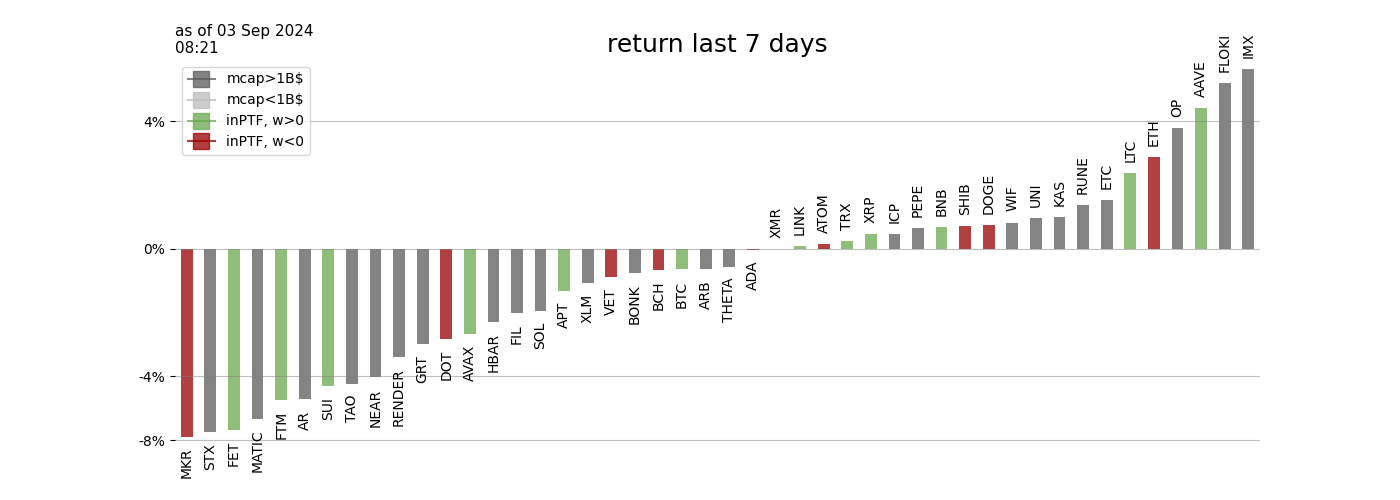 as of 03 Sep 2024
08:21
return last 7 days
mcap>1B$
mcap<1B$
inPTF, w>0
inPTF, w<0
4%
0%
-4%
-8%
MKR
STX
FET
MATIC
FTM
AR
SUI
TAO
NEAR
RENDER
GRT
DOT
AVAX
HBAR
FIL
SOL
APT
XLM
VET
BONK
BCH
BTC
ARB
THETA
ADA
XMR
LINK
ATOM
TRX
XRP
ICP
PEPE
BNB
SHIB
DOGE
WIF
UNI
KAS
RUNE
ETC
LTC
ETH
OP
AAVE
FLOKI
IMX